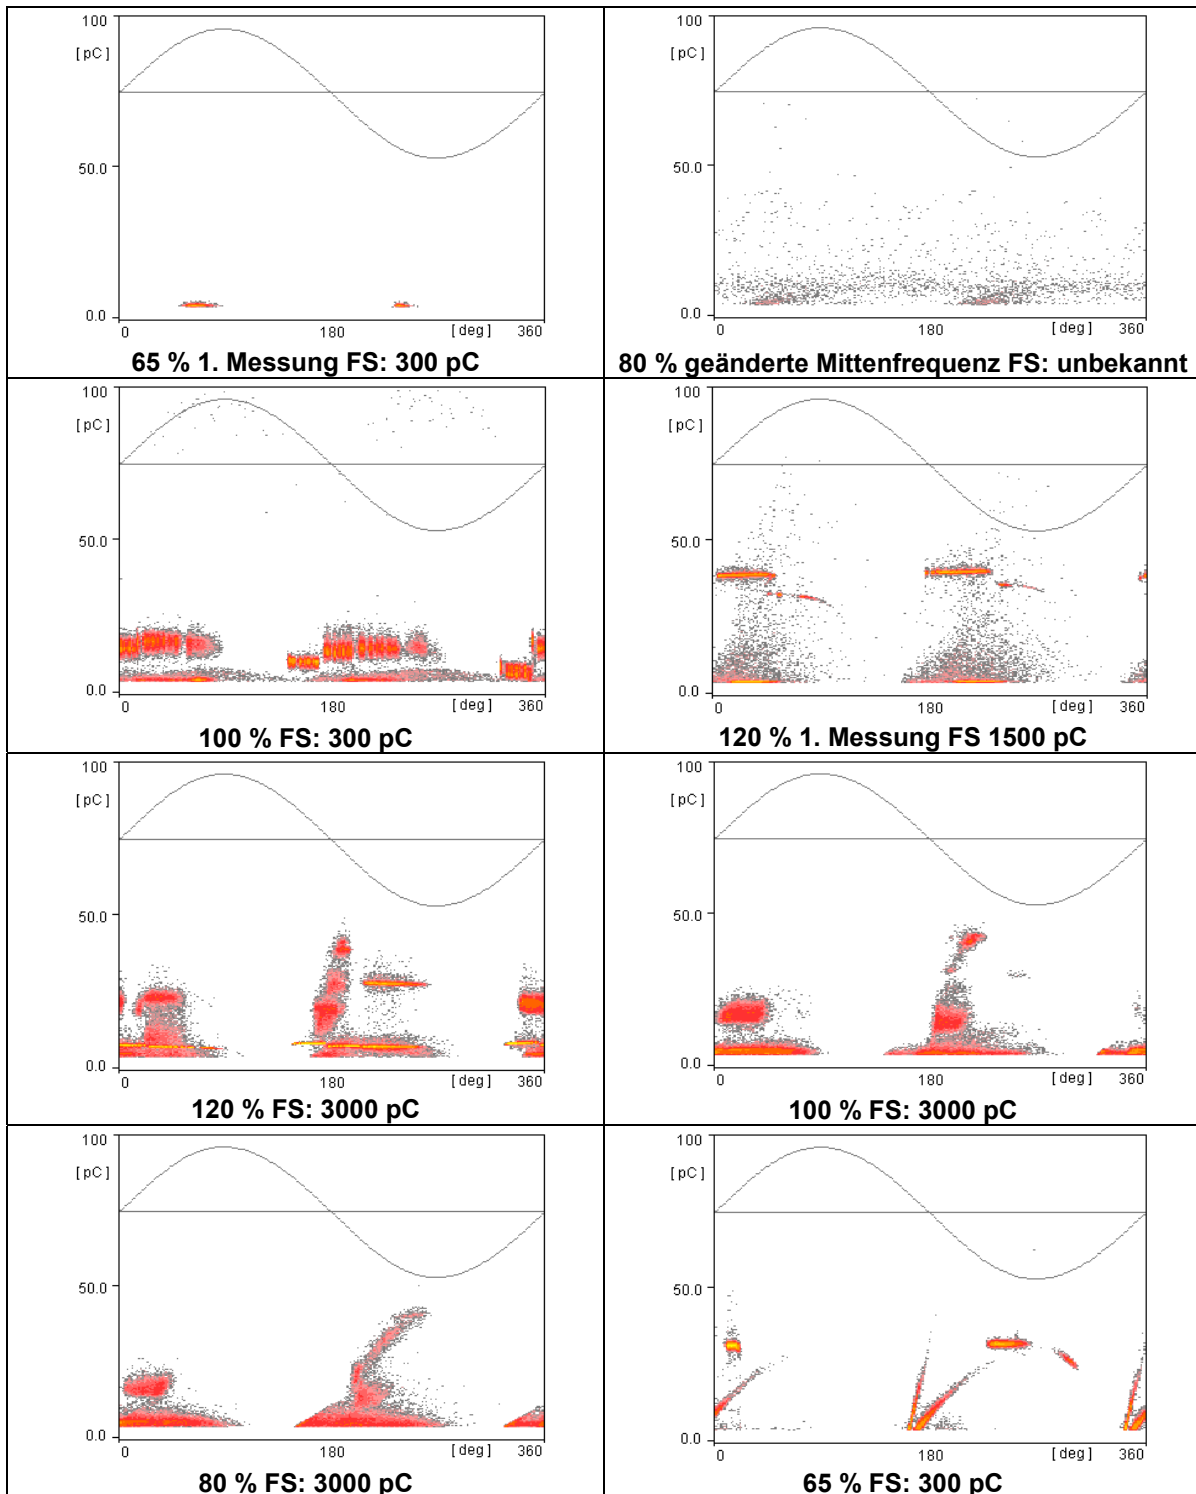 100
[pC]
50.0
0.0
0 180 [deg] 360
65 % 1. Messung FS: 300 pC
100
[pC]
50.0
0.0
0 180 [deg] 360
80 % geänderte Mittenfrequenz FS: unbekannt
100
[pC]
50.0
0.0
0 180 [deg] 360
100 % FS: 300 pC
100
[pC]
50.0
0.0
0 180 [deg] 360
120 % 1. Messung FS 1500 pC
100
[pC]
50.0
0.0
0 180 [deg] 360
120 % FS: 3000 pC
100
[pC]
50.0
0.0
0 180 [deg] 360
100 % FS: 3000 pC
100
[pC]
50.0
0.0
0 180 [deg] 360
80 % FS: 3000 pC
100
[pC]
50.0
0.0
0 180 [deg] 360
65 % FS: 300 pC